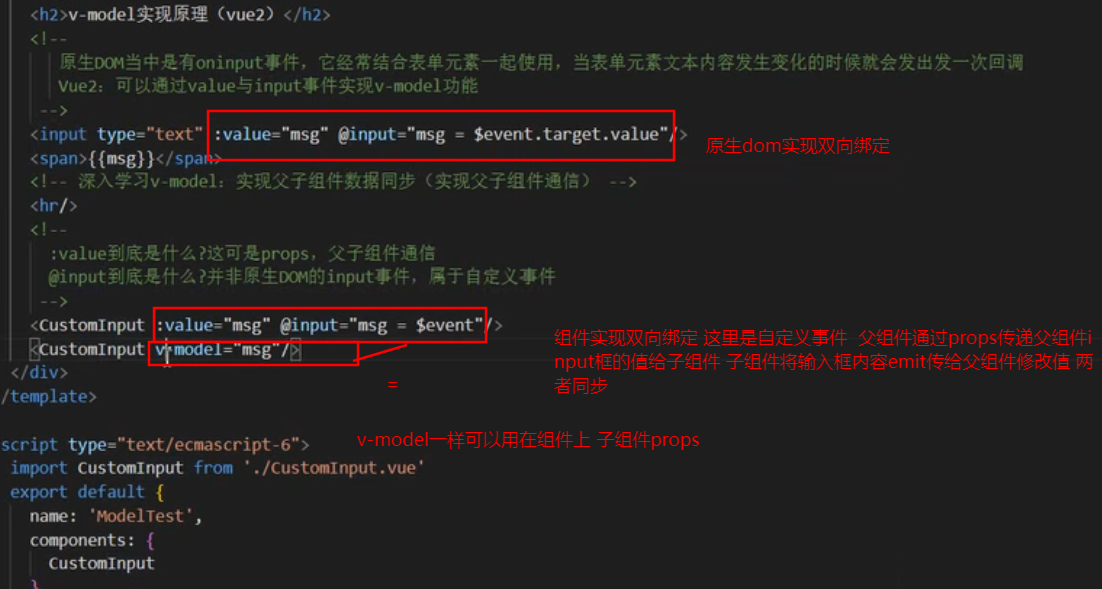 <h2>v-model实现原理（vue2）</h2>
<!--
原生DOM当中是有oninput事件，它经常结合表单元素一起使用，当表单元素文本内容发生变化的时候就会发出发一次回调
Vue2：可以通过value与input事件实现v-model功能
-->
<input type="text" :value="msg" @input="msg = $event.target.value"/>
原生dom实现双向绑定
<span>{{msg}}</span>
<!-- 深入学习v-model：实现父子组件数据同步（实现父子组件通信） -->
<hr/>
<!--
:value到底是什么?这可是props，父子组件通信
@input到底是什么?并非原生DOM的input事件，属于自定义事件
-->
<CustomInput :value="msg" @input="msg = $event"/>
<CustomInput v-model="msg"/>
组件实现双向绑定 这里是自定义事件 父组件通过props传递父组件i
nput框的值给子组件 子组件将输入框内容emit传给父组件修改值 两
者同步
</div>
=
/template>
v-model一样可以用在组件上 子组件props
script type="text/ecmascript-6">
import CustomInput from './CustomInput.vue'
export default {
name: 'ModelTest',
components: {
CustomInput
}